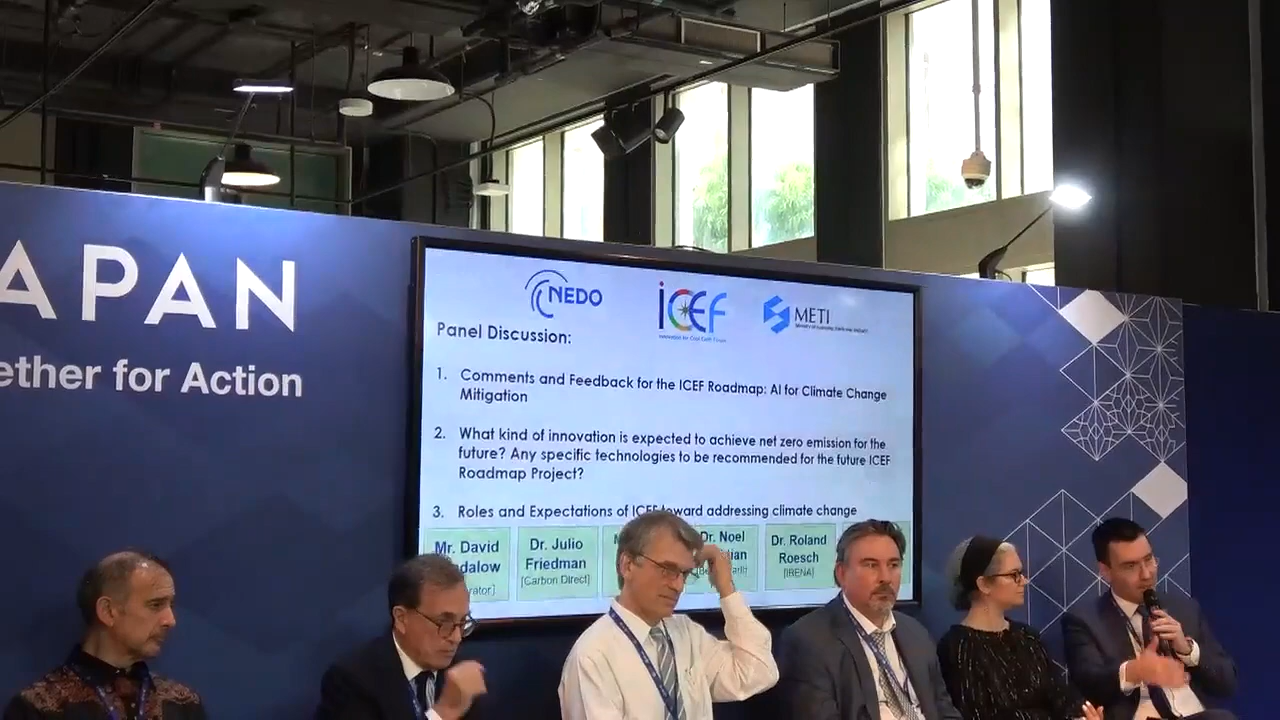 APAN
ether for Action
NEDO
iCEF
Innovation for Cool Earth Forum
METI
Panel Discussion:
1. Comments and Feedback for the ICEF Roadmap: AI for Climate Change
Mitigation
2. What kind of innovation is expected to achieve net zero emission for the
future? Any specific technologies to be recommended for the future ICEF
Roadmap Project?
3. Roles and Expectations of ICEF toward addressing climate change
Mr. David
ndalow
rator]
Dr. Julio
Friedman
[Carbon Direct]
Dr. Noel
Dr. Roland
Roesch
[IRENA]